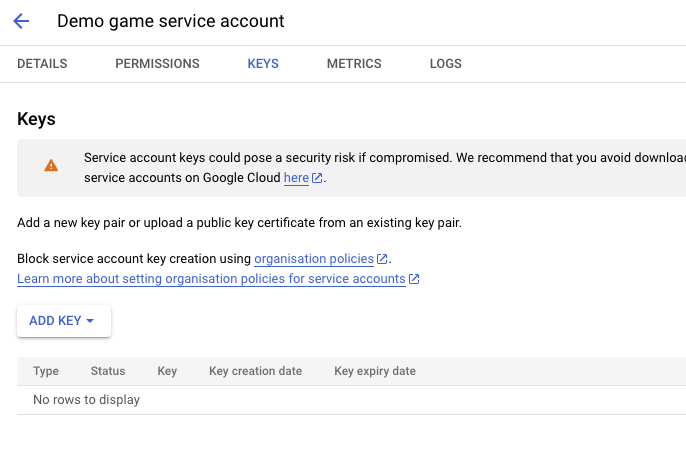 Demo game service account
DETAILS PERMISSIONS KEYS METRICS LOGS
Keys
Service account keys could pose a security risk if compromised. We recommend that you avoid
service accounts on Google Cloud here.
Add a new key pair or upload a public key certificate from an existing key pair.
Block service account key creation using organisation policies.
Learn more about setting organisation policies for service accounts
ADD KEY
Type Status Key Key creation date Key expiry date
No rows to display